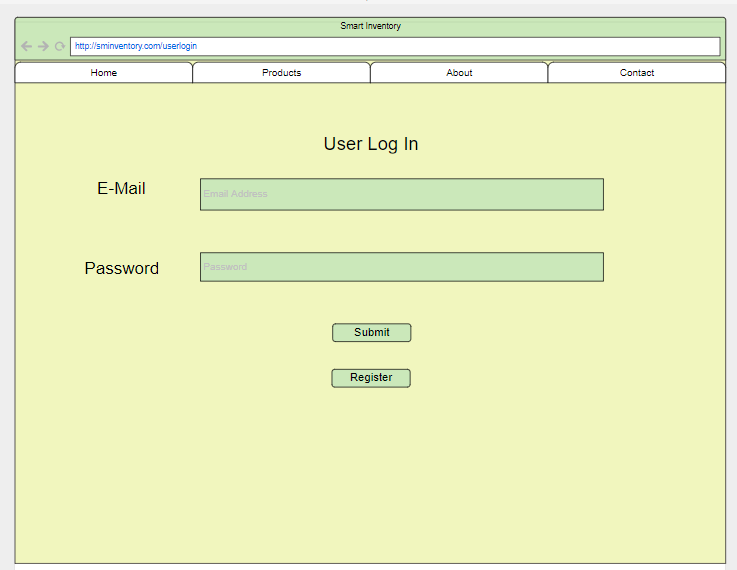 Smart Inventory
http://sminventory.com/userlogin
Home Products About Contact
User Log In
E-Mail Email Address
Password Password
Submit
Register